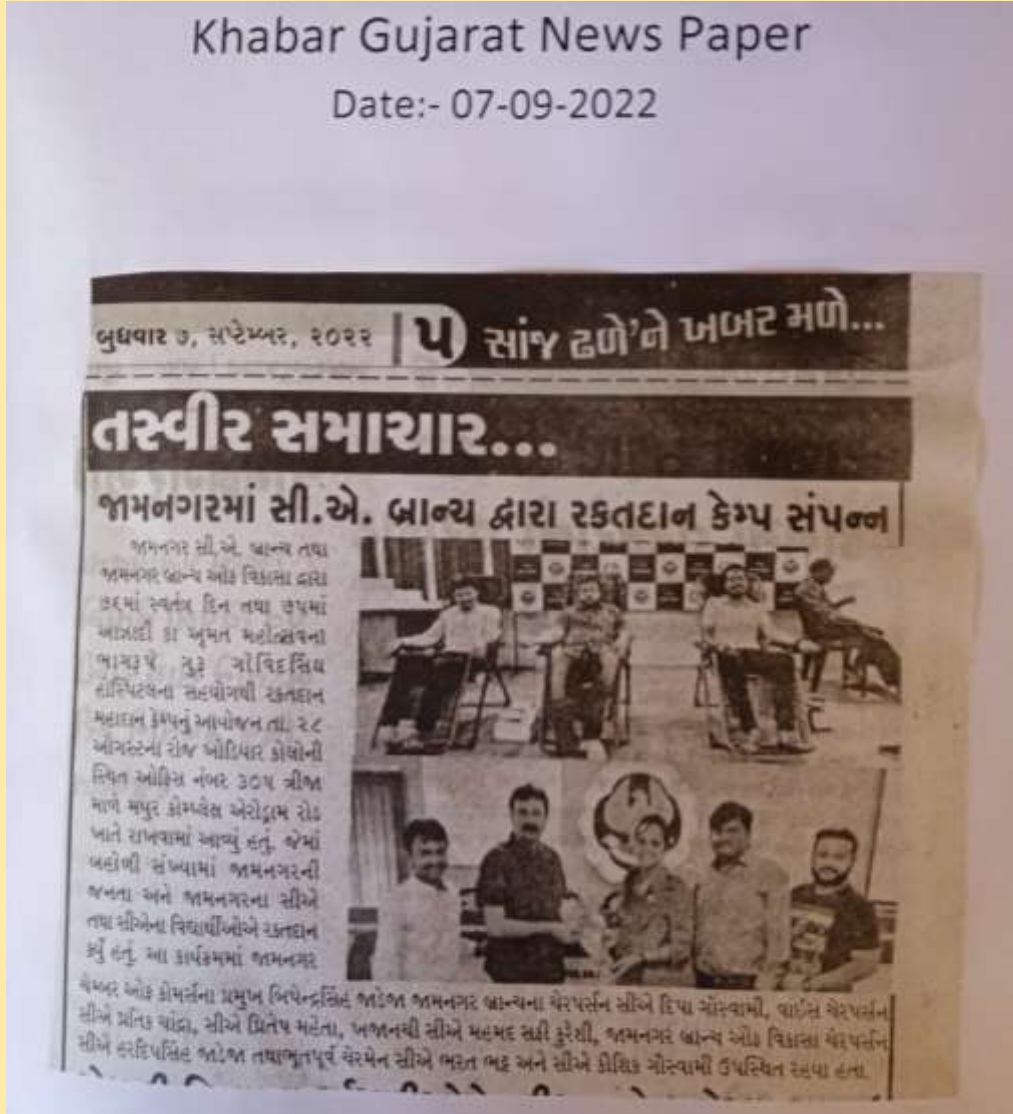 Khabar Gujarat News Paper
Date:- 07-09-2022
બુધવાર ૭, સપ્ટેમ્બર, ૨૦૨૨ | ૫ સાંજ ઢળે'ને ખબર મળે...
તસ્વીર સમાચાર...
જામનગરમાં સી.એ. બ્રાન્ચ દ્વારા રકતદાન કેમ્પ સંપન્ન
જામનગર સી.એ. બ્રાન્ચ તથા
જામનગર બ્રાન્ચ ઓફ વિકાસા દ્વારા
૭૬માં સ્વતંત્ર દિન તથા ૭૫માં
આઝાદી કા અમૃત મહોત્સવના
ભાગરૂપે ગુરૂ ગોવિંદસિંઘ
હોસ્પિટલના સહયોગથી રકતદાન
મહાદાન કેમ્પનું આયોજન તા. ૨૮
ઓગસ્ટના રોજ ખોડિયાર કોલોની
સ્થિત ઓફિસ નંબર ૩૦૫ ત્રીજા
માળે મયુર કોમ્પ્લેક્ષ એરોડ્રામ રોડ
ખાતે રાખવામાં આવ્યું હતું. જેમાં
બહોળી સંખ્યામાં જામનગરની
જનતા અને જામનગરના સીએ
તથા સીએના વિદ્યાર્થીઓએ રકતદાન
કર્યું હતું. આ કાર્યક્રમમાં જામનગર
ચેમ્બર ઓફ કોમર્સના પ્રમુખ બિપેન્દ્રસિંહ જાડેજા જામનગર બ્રાન્ચના ચેરપર્સન સીએ દિપા ગોસ્વામી, વાઇસ ચેરપર્સન
સીએ પ્રતિક ચાંદ્રા, સીએ પ્રિતેષ મહેતા, ખજાનચી સીએ મહમદ સફી કુરેશી, જામનગર બ્રાન્ચ ઓફ વિકાસા ચેરપર્સન
સીએ હરદિપસિંહ જાડેજા તથાભૂતપૂર્વ ચેરમેન સીએ ભરત ભટ્ટ અને સીએ કૌશિક ગોસ્વામી ઉપસ્થિત રહયા હતા.